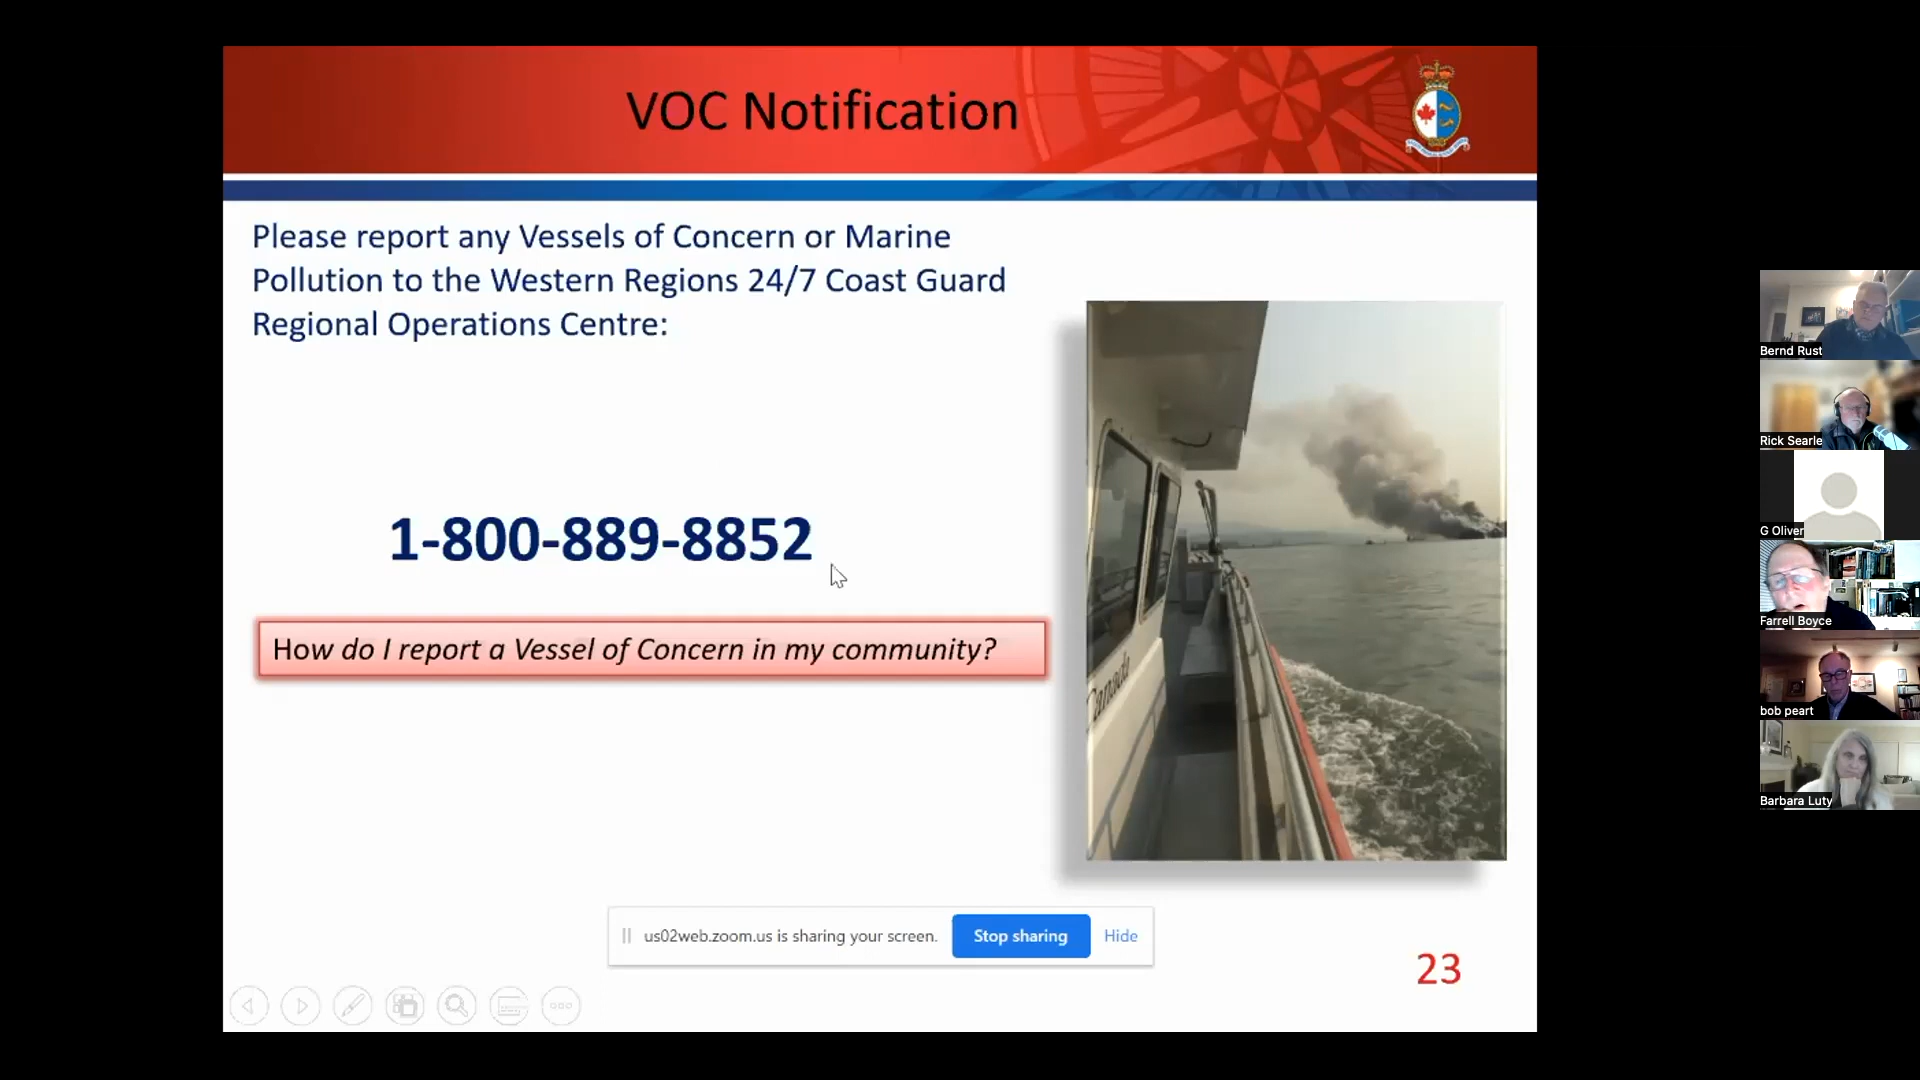 VOC Notification
Please report any Vessels of Concern or Marine
Pollution to the Western Regions 24/7 Coast Guard
Regional Operations Centre:
1-800-889-8852
How do I report a Vessel of Concern in my community?
Canada
us02web.zoom.us is sharing your screen.
Stop sharing
Hide
23
Bernd Rust
Rick Searle
G Oliver
Farrell Boyce
bob peart
Barbara Luty